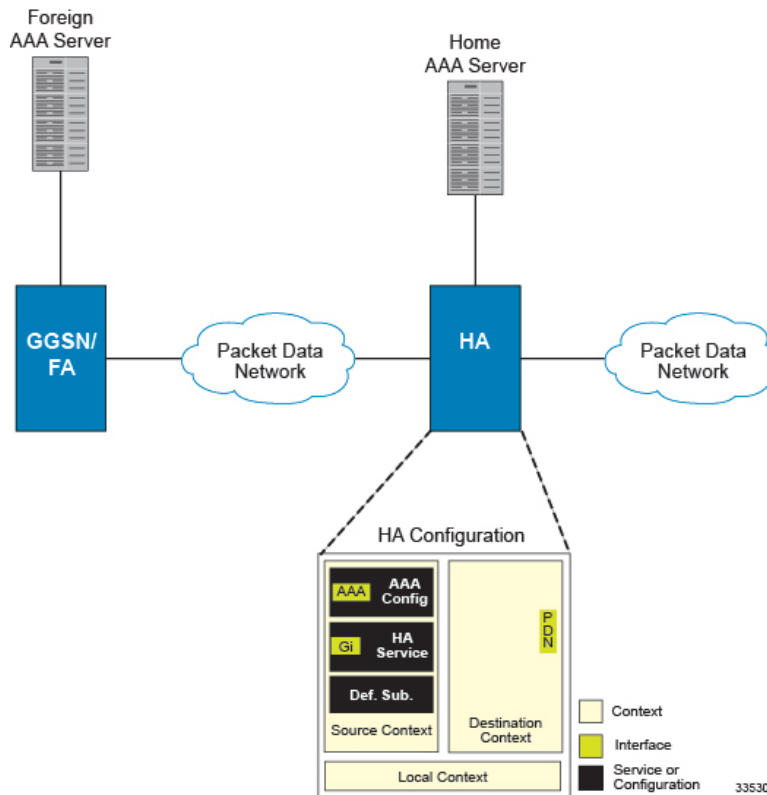 Foreign
AAA Server
Home
AAA Server
GGSN/
FA
Packet Data
Network
HA
Packet Data
Network
HA Configuration
AAA
AAA
Config
Gi
HA
Service
Def. Sub.
Source Context
PDN
Destination
Context
Local Context
Context
Interface
Service or
Configuration
33530